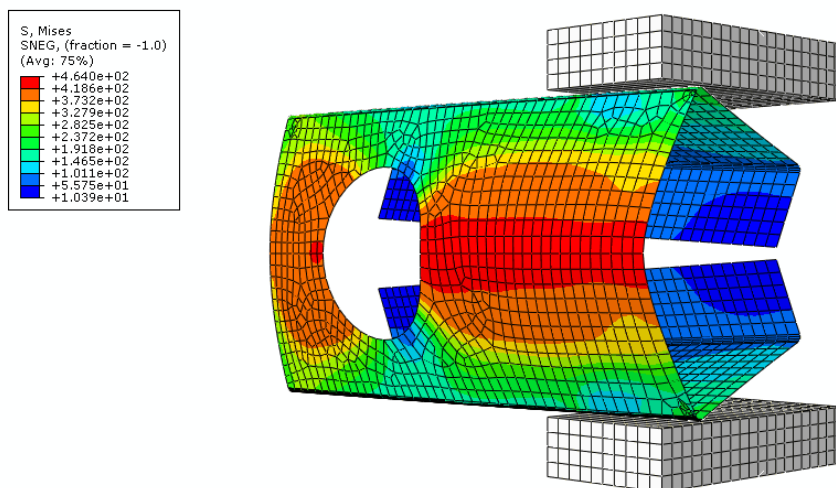 S, Mises
SNEG, (fraction = -1.0)
(Avg: 75%)
+4.640e+02
+4.186e+02
+3.732e+02
+3.279e+02
+2.825e+02
+2.372e+02
+1.918e+02
+1.465e+02
+1.011e+02
+5.575e+01
+1.039e+01